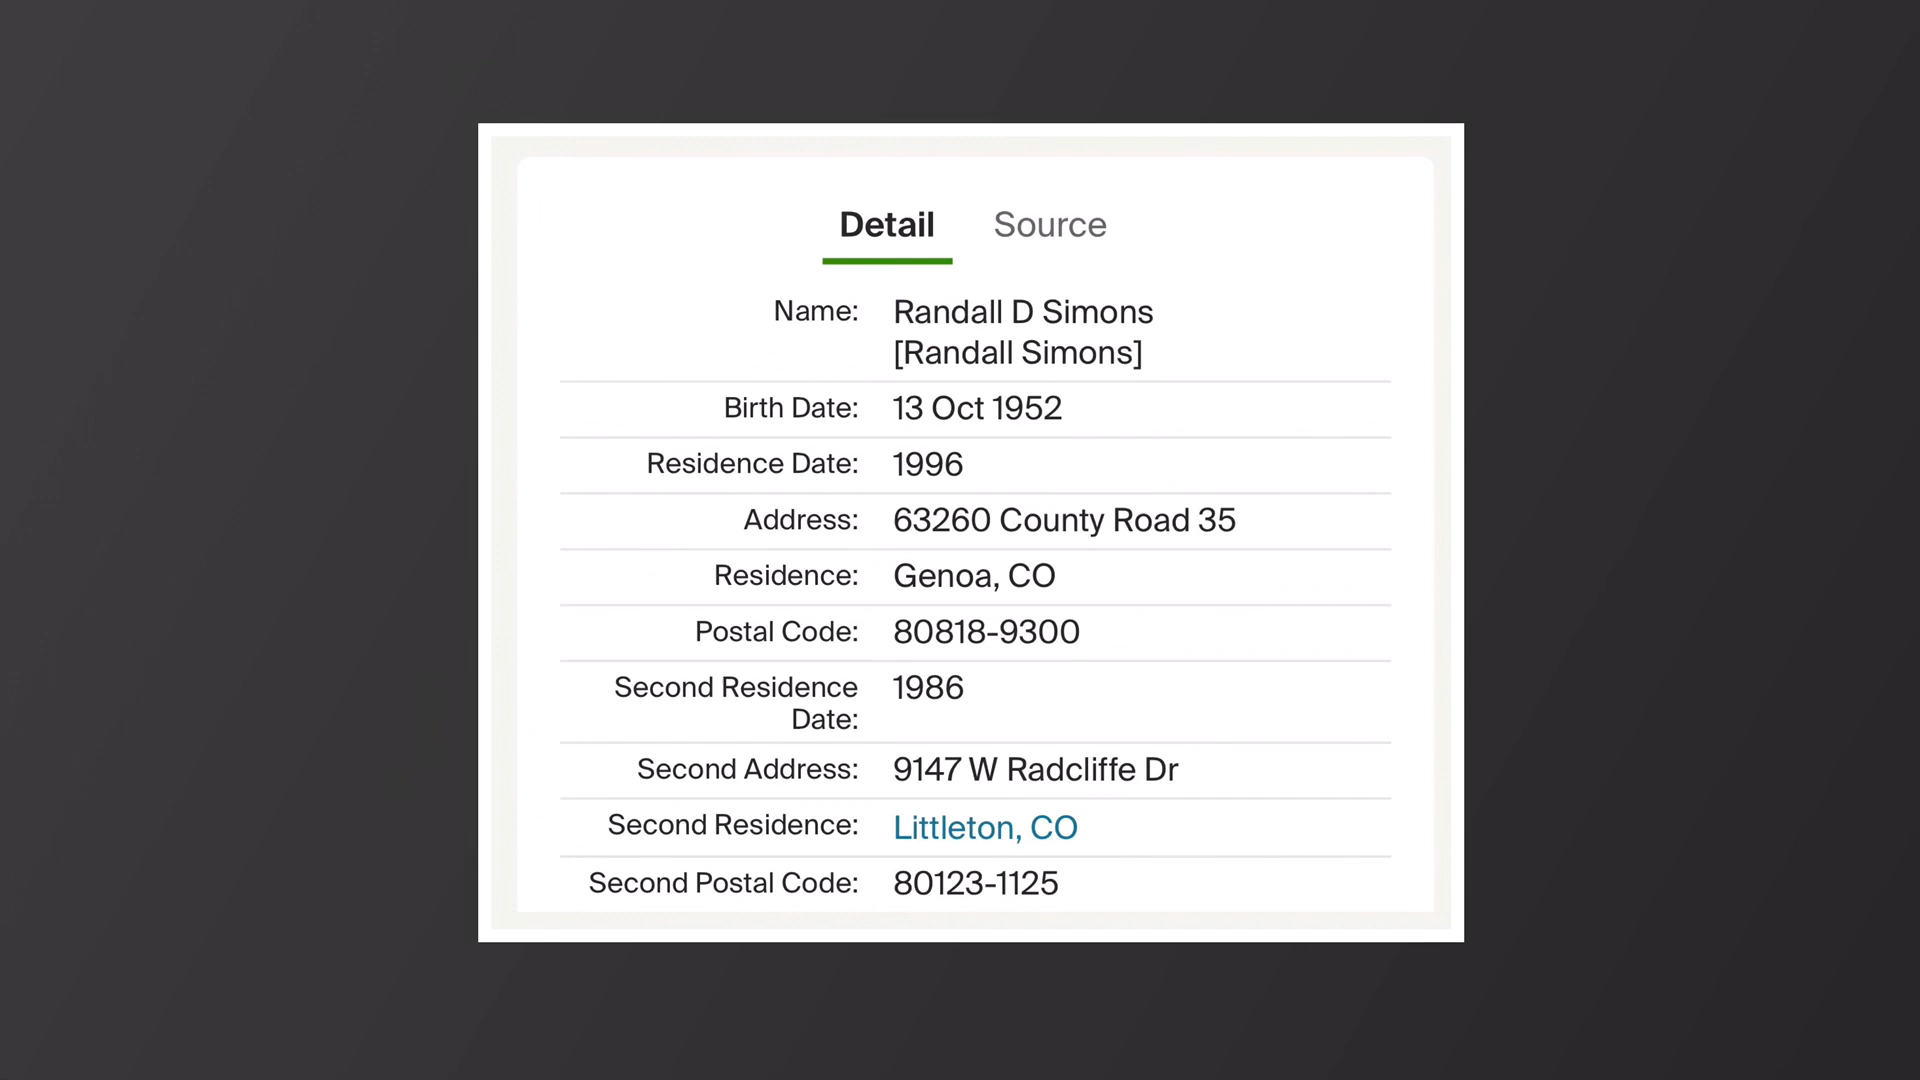 Detail Source
Name: Randall D Simons
[Randall Simons]
Birth Date: 13 Oct 1952
Residence Date: 1996
Address: 63260 County Road 35
Residence: Genoa, CO
Postal Code: 80818-9300
Second Residence 1986
Date:
Second Address: 9147 W Radcliffe Dr
Second Residence: Littleton, CO
Second Postal Code: 80123-1125